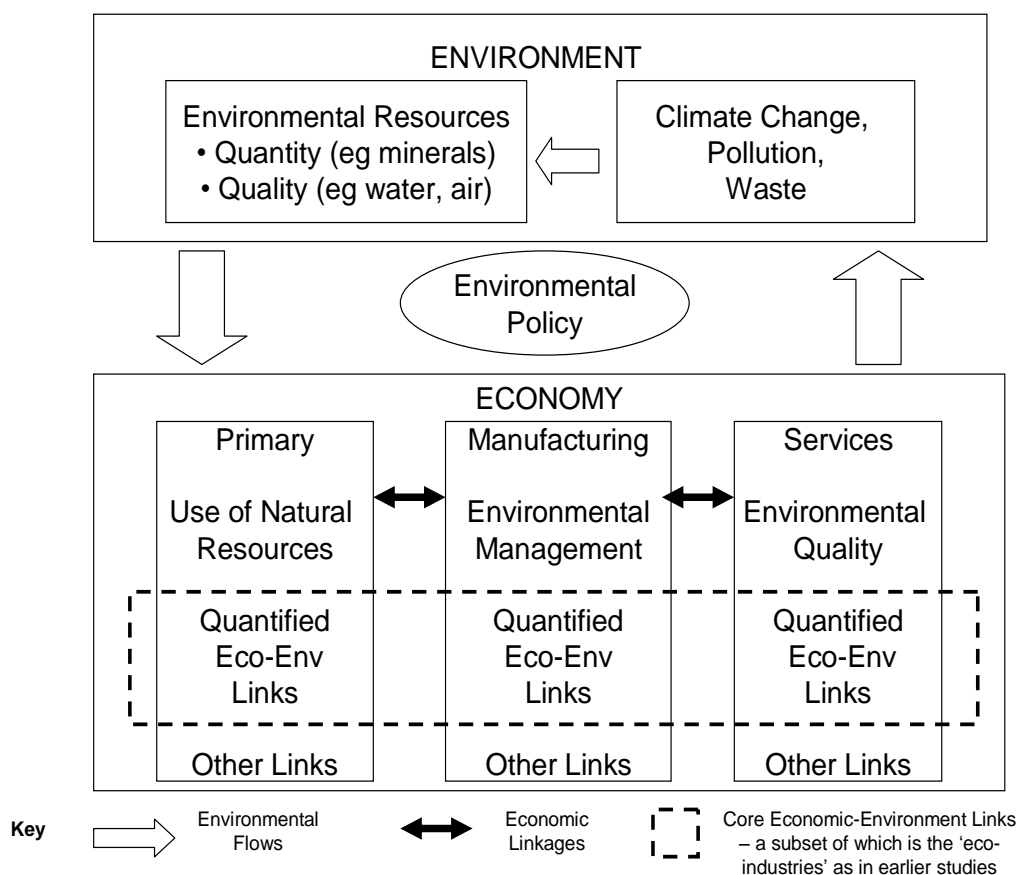 ENVIRONMENT
Environmental Resources
• Quantity (eg minerals)
• Quality (eg water, air)
Climate Change,
Pollution,
Waste
Environmental
Policy
ECONOMY
Primary
Use of Natural
Resources
Quantified
Eco-Env
Links
Other Links
Manufacturing
Environmental
Management
Quantified
Eco-Env
Links
Other Links
Services
Environmental
Quality
Quantified
Eco-Env
Links
Other Links
Key
Environmental
Flows
Economic
Linkages
Core Economic-Environment Links
– a subset of which is the ‘eco-
industries’ as in earlier studies